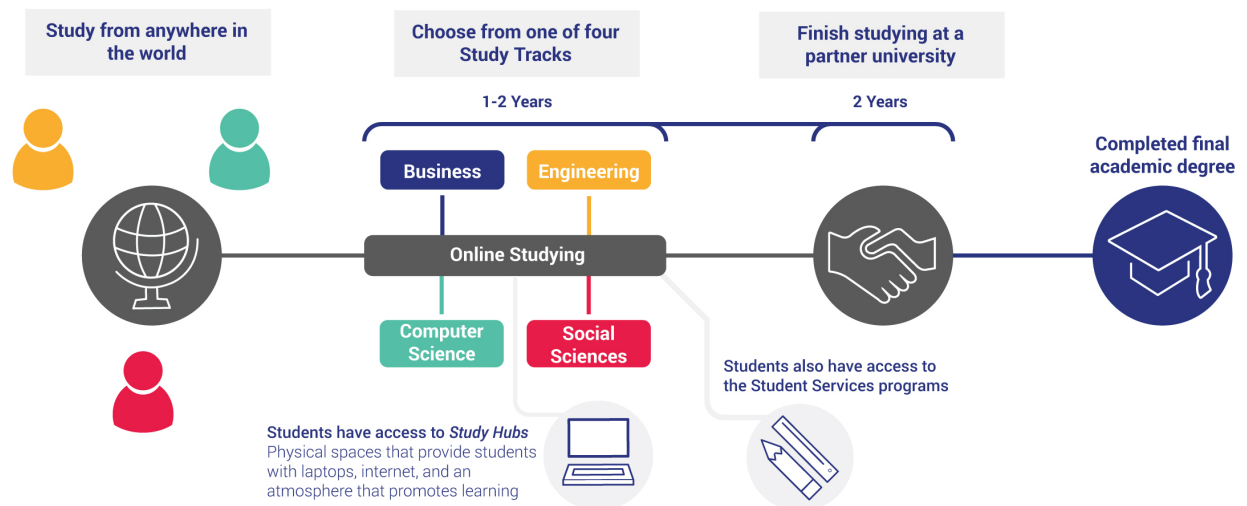 Study from anywhere in
the world
Choose from one of four
Study Tracks
Finish studying at a
partner university
1-2 Years
2 Years
Completed final
academic degree
Business
Engineering
Online Studying
Computer
Science
Social
Sciences
Students also have access to
the Student Services programs
Students have access to Study Hubs
Physical spaces that provide students
with laptops, internet, and an
atmosphere that promotes learning